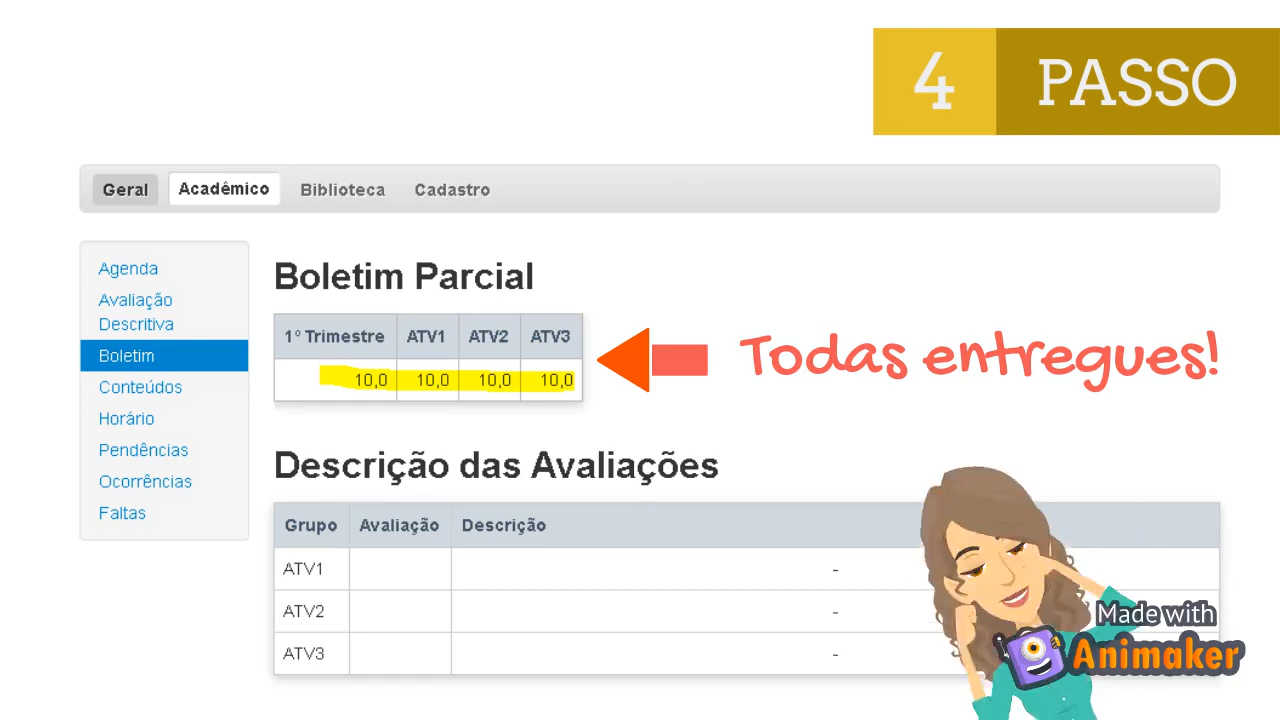 4 PASSO
Geral Acadêmico Biblioteca Cadastro
Agenda
Avaliação
Descritiva
Boletim
Conteúdos
Horário
Pendências
Ocorrências
Faltas
Boletim Parcial
1º Trimestre ATV1 ATV2 ATV3
10,0 10,0 10,0 10,0
Todas entregues!
Descrição das Avaliações
Grupo Avaliação Descrição
ATV1 -
ATV2 -
ATV3 -
Made with
Animaker